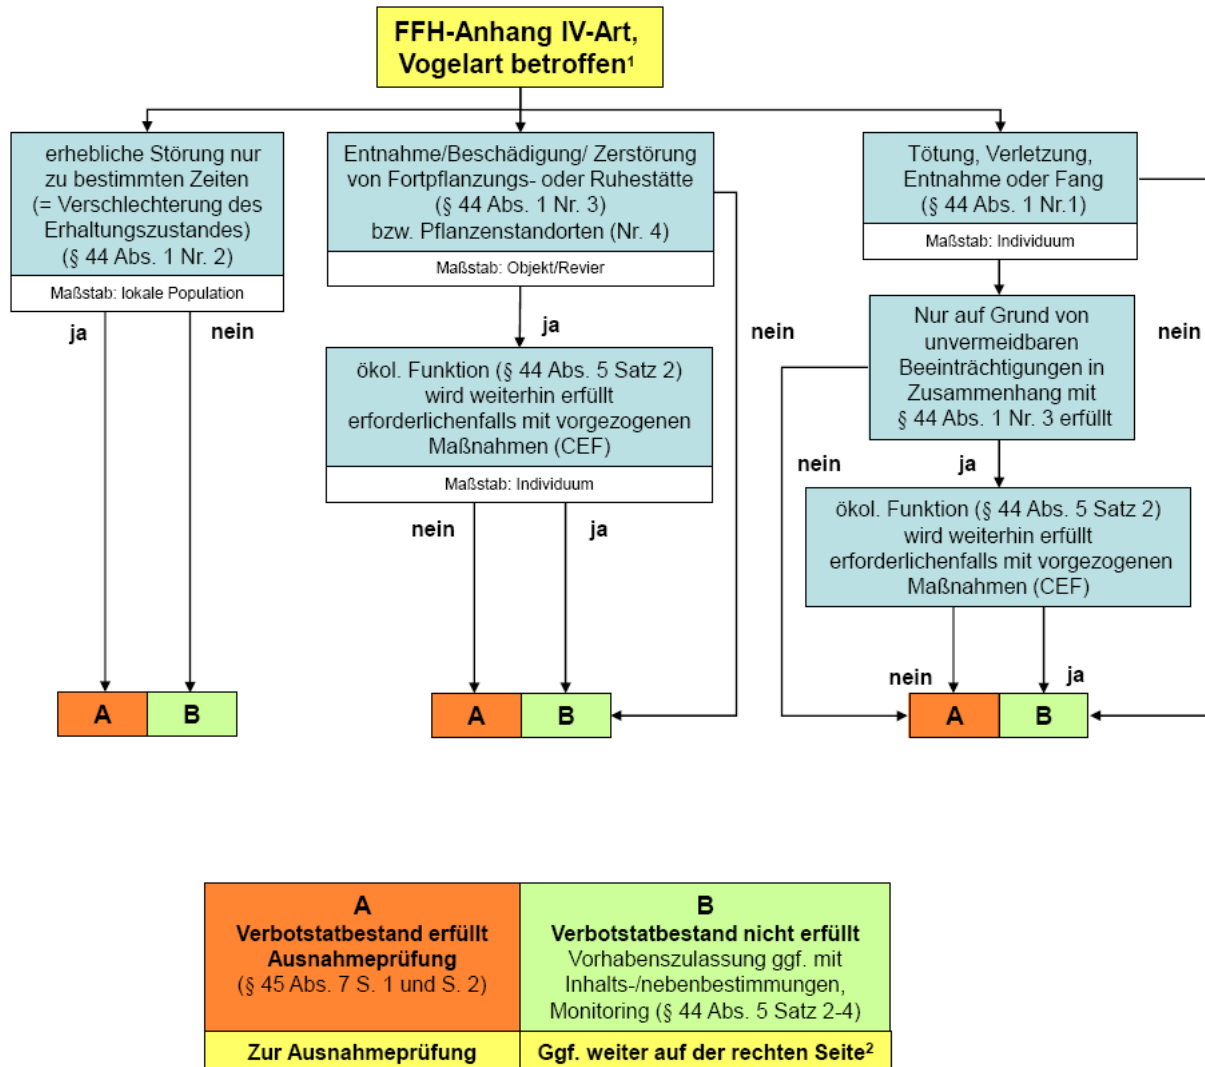 FFH-Anhang IV-Art,
Vogelart betroffen¹
erhebliche Störung nur
zu bestimmten Zeiten
(= Verschlechterung des
Erhaltungszustandes)
(§ 44 Abs. 1 Nr. 2)
Maßstab: lokale Population
ja
nein
Entnahme/Beschädigung/ Zerstörung
von Fortpflanzungs- oder Ruhestätte
(§ 44 Abs. 1 Nr. 3)
bzw. Pflanzenstandorten (Nr. 4)
Maßstab: Objekt/Revier
ja
nein
ökol. Funktion (§ 44 Abs. 5 Satz 2)
wird weiterhin erfüllt
erforderlichenfalls mit vorgezogenen
Maßnahmen (CEF)
Maßstab: Individuum
nein
ja
Tötung, Verletzung,
Entnahme oder Fang
(§ 44 Abs. 1 Nr.1)
Maßstab: Individuum
nein
Nur auf Grund von
unvermeidbaren
Beeinträchtigungen in
Zusammenhang mit
§ 44 Abs. 1 Nr. 3 erfüllt
nein
ja
ökol. Funktion (§ 44 Abs. 5 Satz 2)
wird weiterhin erfüllt
erforderlichenfalls mit vorgezogenen
Maßnahmen (CEF)
nein
ja
A
B
A
B
A
B
A
Verbotstatbestand erfüllt
Ausnahmeprüfung
(§ 45 Abs. 7 S. 1 und S. 2)
Zur Ausnahmeprüfung
B
Verbotstatbestand nicht erfüllt
Vorhabenszulassung ggf. mit
Inhalts-/nebenbestimmungen,
Monitoring (§ 44 Abs. 5 Satz 2-4)
Ggf. weiter auf der rechten Seite²